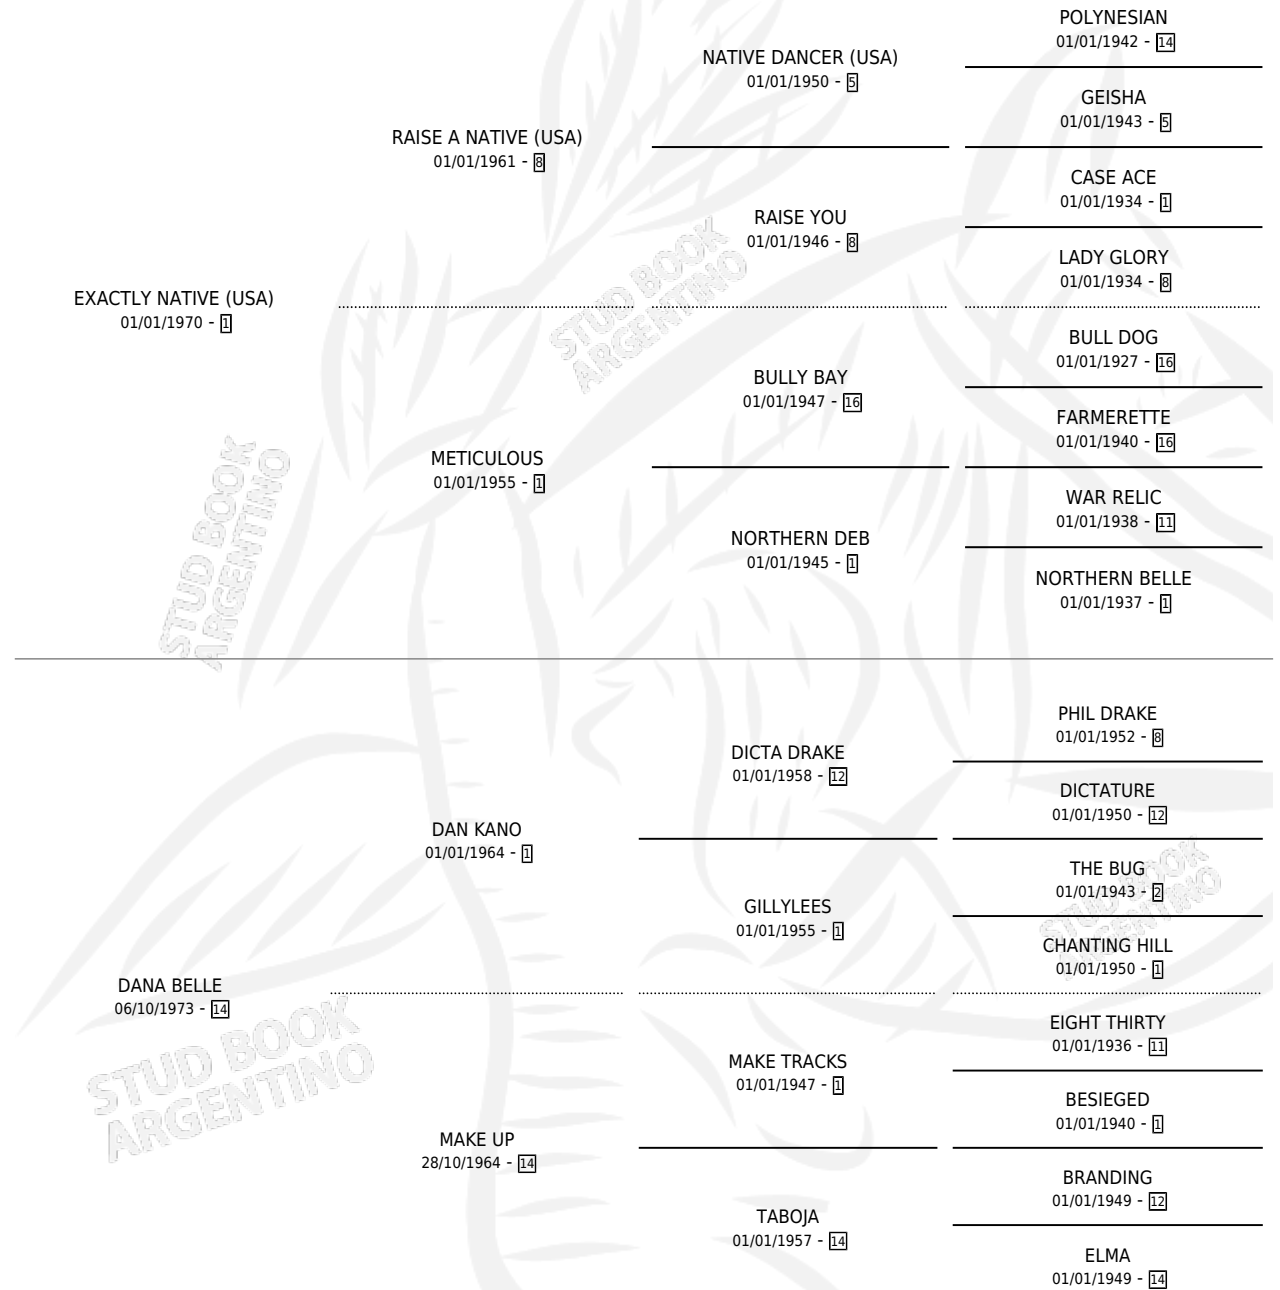 POLYNESIAN
01/01/1942 - 14
NATIVE DANCER (USA)
01/01/1950 - 5
GEISHA
01/01/1943 - 5
RAISE A NATIVE (USA)
01/01/1961 - 8
CASE ACE
01/01/1934 - 1
RAISE YOU
01/01/1946 - 8
LADY GLORY
01/01/1934 - 8
EXACTLY NATIVE (USA)
01/01/1970 - 1
BULL DOG
01/01/1927 - 16
BULLY BAY
01/01/1947 - 16
FARMERETTE
01/01/1940 - 16
METICULOUS
01/01/1955 - 1
WAR RELIC
01/01/1938 - 11
NORTHERN DEB
01/01/1945 - 1
NORTHERN BELLE
01/01/1937 - 1
STUD BOOK
ARGENTINO
STUD BOOK
ARGENTINO
PHIL DRAKE
01/01/1952 - 8
DICTA DRAKE
01/01/1958 - 12
DICTATURE
01/01/1950 - 12
DAN KANO
01/01/1964 - 1
THE BUG
01/01/1943 - 2
GILLYLEES
01/01/1955 - 1
CHANTING HILL
01/01/1950 - 1
STUD BOOK
ARGENTINO
DANA BELLE
06/10/1973 - 14
EIGHT THIRTY
01/01/1936 - 11
MAKE TRACKS
01/01/1947 - 1
BESIEGED
01/01/1940 - 1
STUD BOOK
ARGENTINO
MAKE UP
28/10/1964 - 14
BRANDING
01/01/1949 - 12
TABOJA
01/01/1957 - 14
ELMA
01/01/1949 - 14